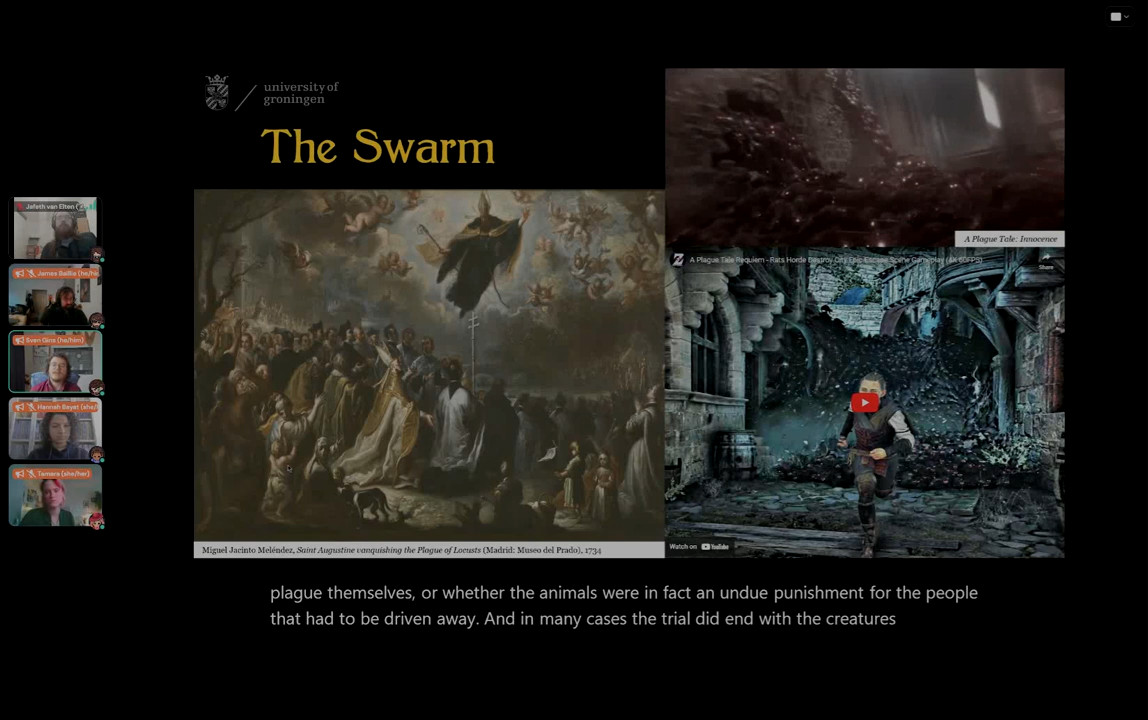 university of
groningen
The Swarm
Jafeth van Elten
James Baillie (he/hi
Sven Gins (he/him)
Hannah Bayat (she/
Tamara (she/her)
A Plague Tale: Innocence
A Plague Tale Requiem - Rats Horde Destroy City Epic Escape Scene Gameplay (4K 60FPS)
Share
Watch on YouTube
Miguel Jacinto Meléndez, Saint Augustine vanquishing the Plague of Locusts (Madrid: Museo del Prado), 1734
plague themselves, or whether the animals were in fact an undue punishment for the people
that had to be driven away. And in many cases the trial did end with the creatures